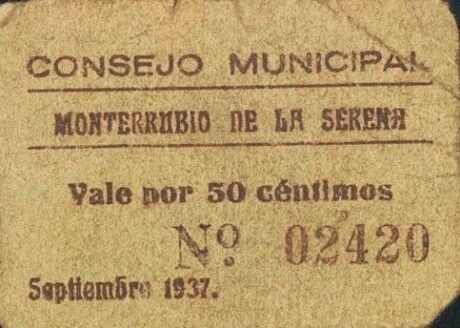 CONSEJO MUNICIPAL
MONTERRUBIO DE LA SERENA
Vale por 50 céntimos
Nº 02420
Septiembre 1937.